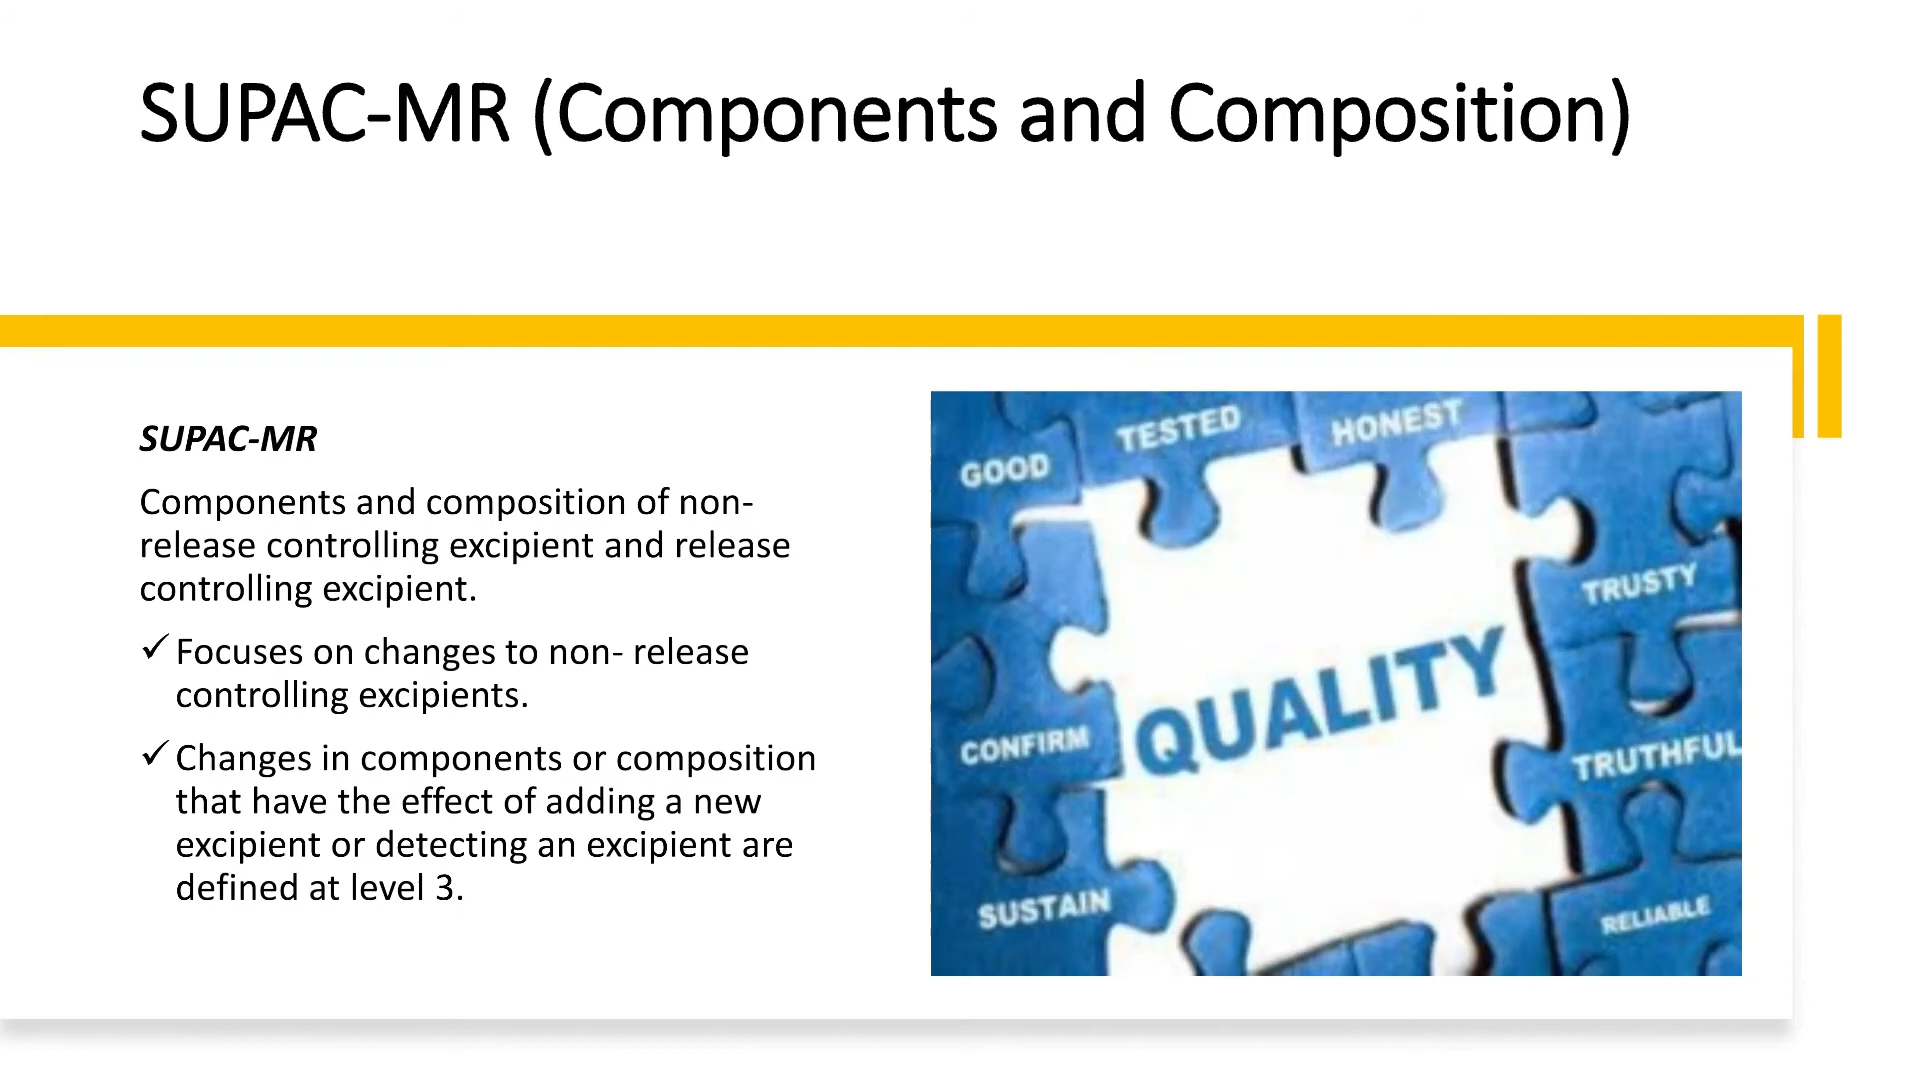 SUPAC-MR (Components and Composition)
SUPAC-MR
Components and composition of non-
release controlling excipient and release
controlling excipient.
✓ Focuses on changes to non- release
controlling excipients.
✓ Changes in components or composition
that have the effect of adding a new
excipient or detecting an excipient are
defined at level 3.
TESTED
HONEST
GOOD
TRUSTY
QUALITY
CONFIRM
TRUTHFUL
SUSTAIN
RELIABLE